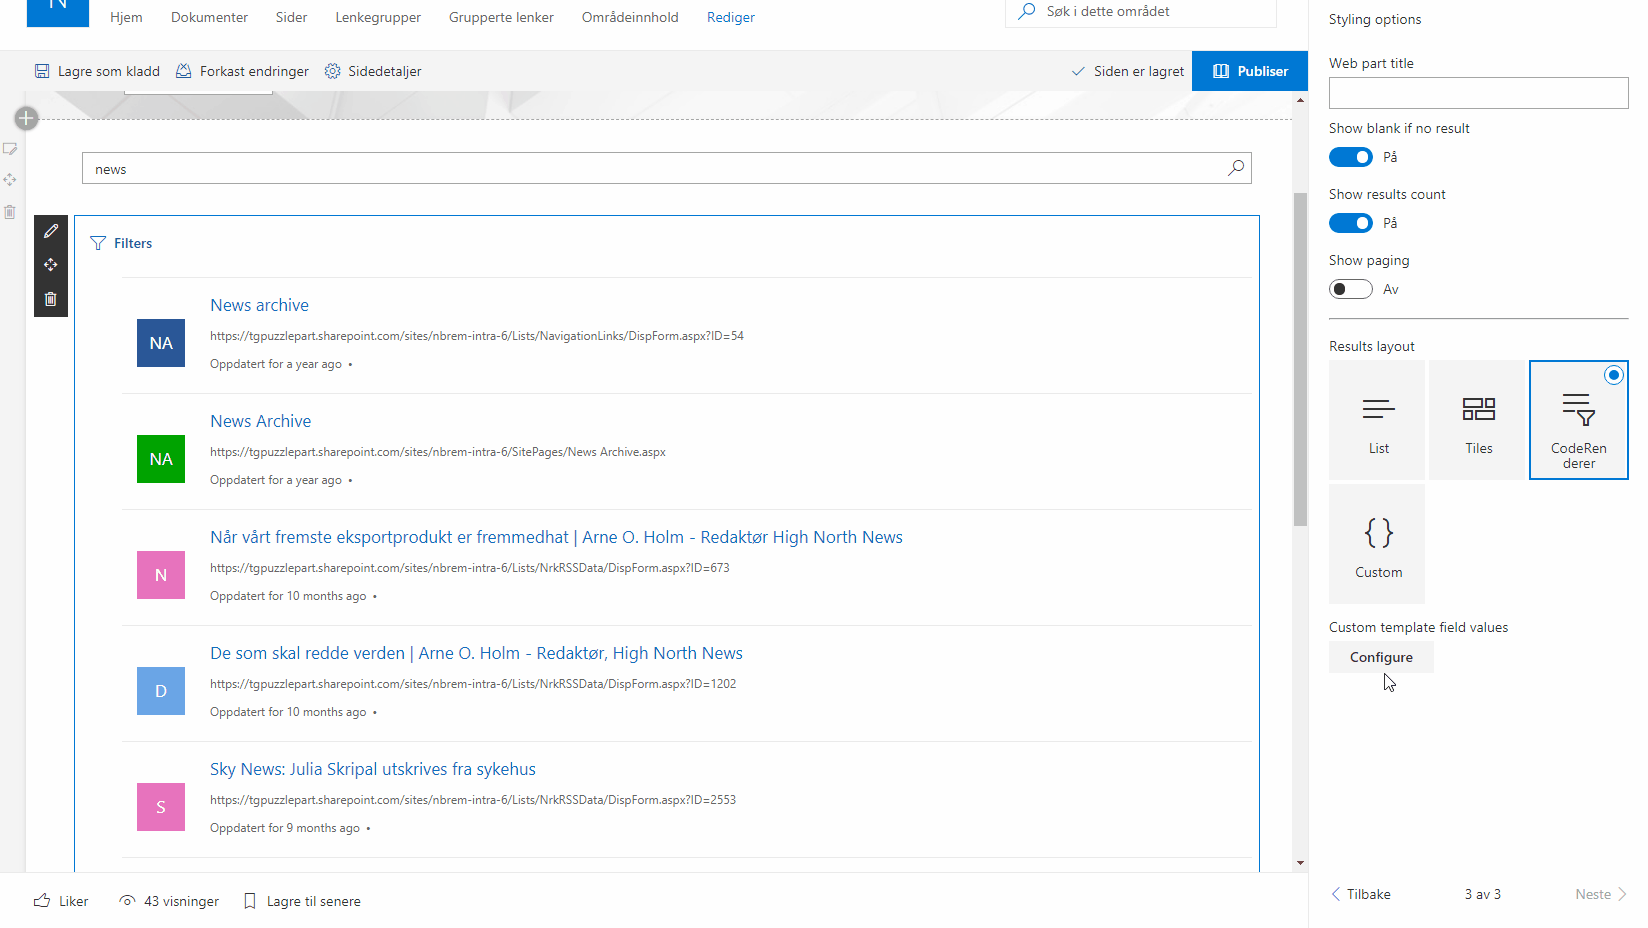 N
Hjem Dokumenter Sider Lenkegrupper Grupperte lenker Områdeinnhold Rediger
Søk i dette området
Lagre som kladd Forkast endringer Sidedetaljer
Siden er lagret Publiser
news
Filters
NA
News archive
https://tgpuzzlepart.sharepoint.com/sites/nbrem-intra-6/Lists/NavigationLinks/DispForm.aspx?ID=54
Oppdatert for a year ago •
NA
News Archive
https://tgpuzzlepart.sharepoint.com/sites/nbrem-intra-6/SitePages/News Archive.aspx
Oppdatert for a year ago •
N
Når vårt fremste eksportprodukt er fremmedhat | Arne O. Holm - Redaktør High North News
https://tgpuzzlepart.sharepoint.com/sites/nbrem-intra-6/Lists/NrkRSSData/DispForm.aspx?ID=673
Oppdatert for 10 months ago •
D
De som skal redde verden | Arne O. Holm - Redaktør, High North News
https://tgpuzzlepart.sharepoint.com/sites/nbrem-intra-6/Lists/NrkRSSData/DispForm.aspx?ID=1202
Oppdatert for 10 months ago •
S
Sky News: Julia Skripal utskrives fra sykehus
https://tgpuzzlepart.sharepoint.com/sites/nbrem-intra-6/Lists/NrkRSSData/DispForm.aspx?ID=2553
Oppdatert for 9 months ago •
Liker 43 visninger Lagre til senere
Styling options
Web part title
Show blank if no result
På
Show results count
På
Show paging
Av
Results layout
List
Tiles
CodeRen
derer
{}
Custom
Custom template field values
Configure
Tilbake 3 av 3 Neste